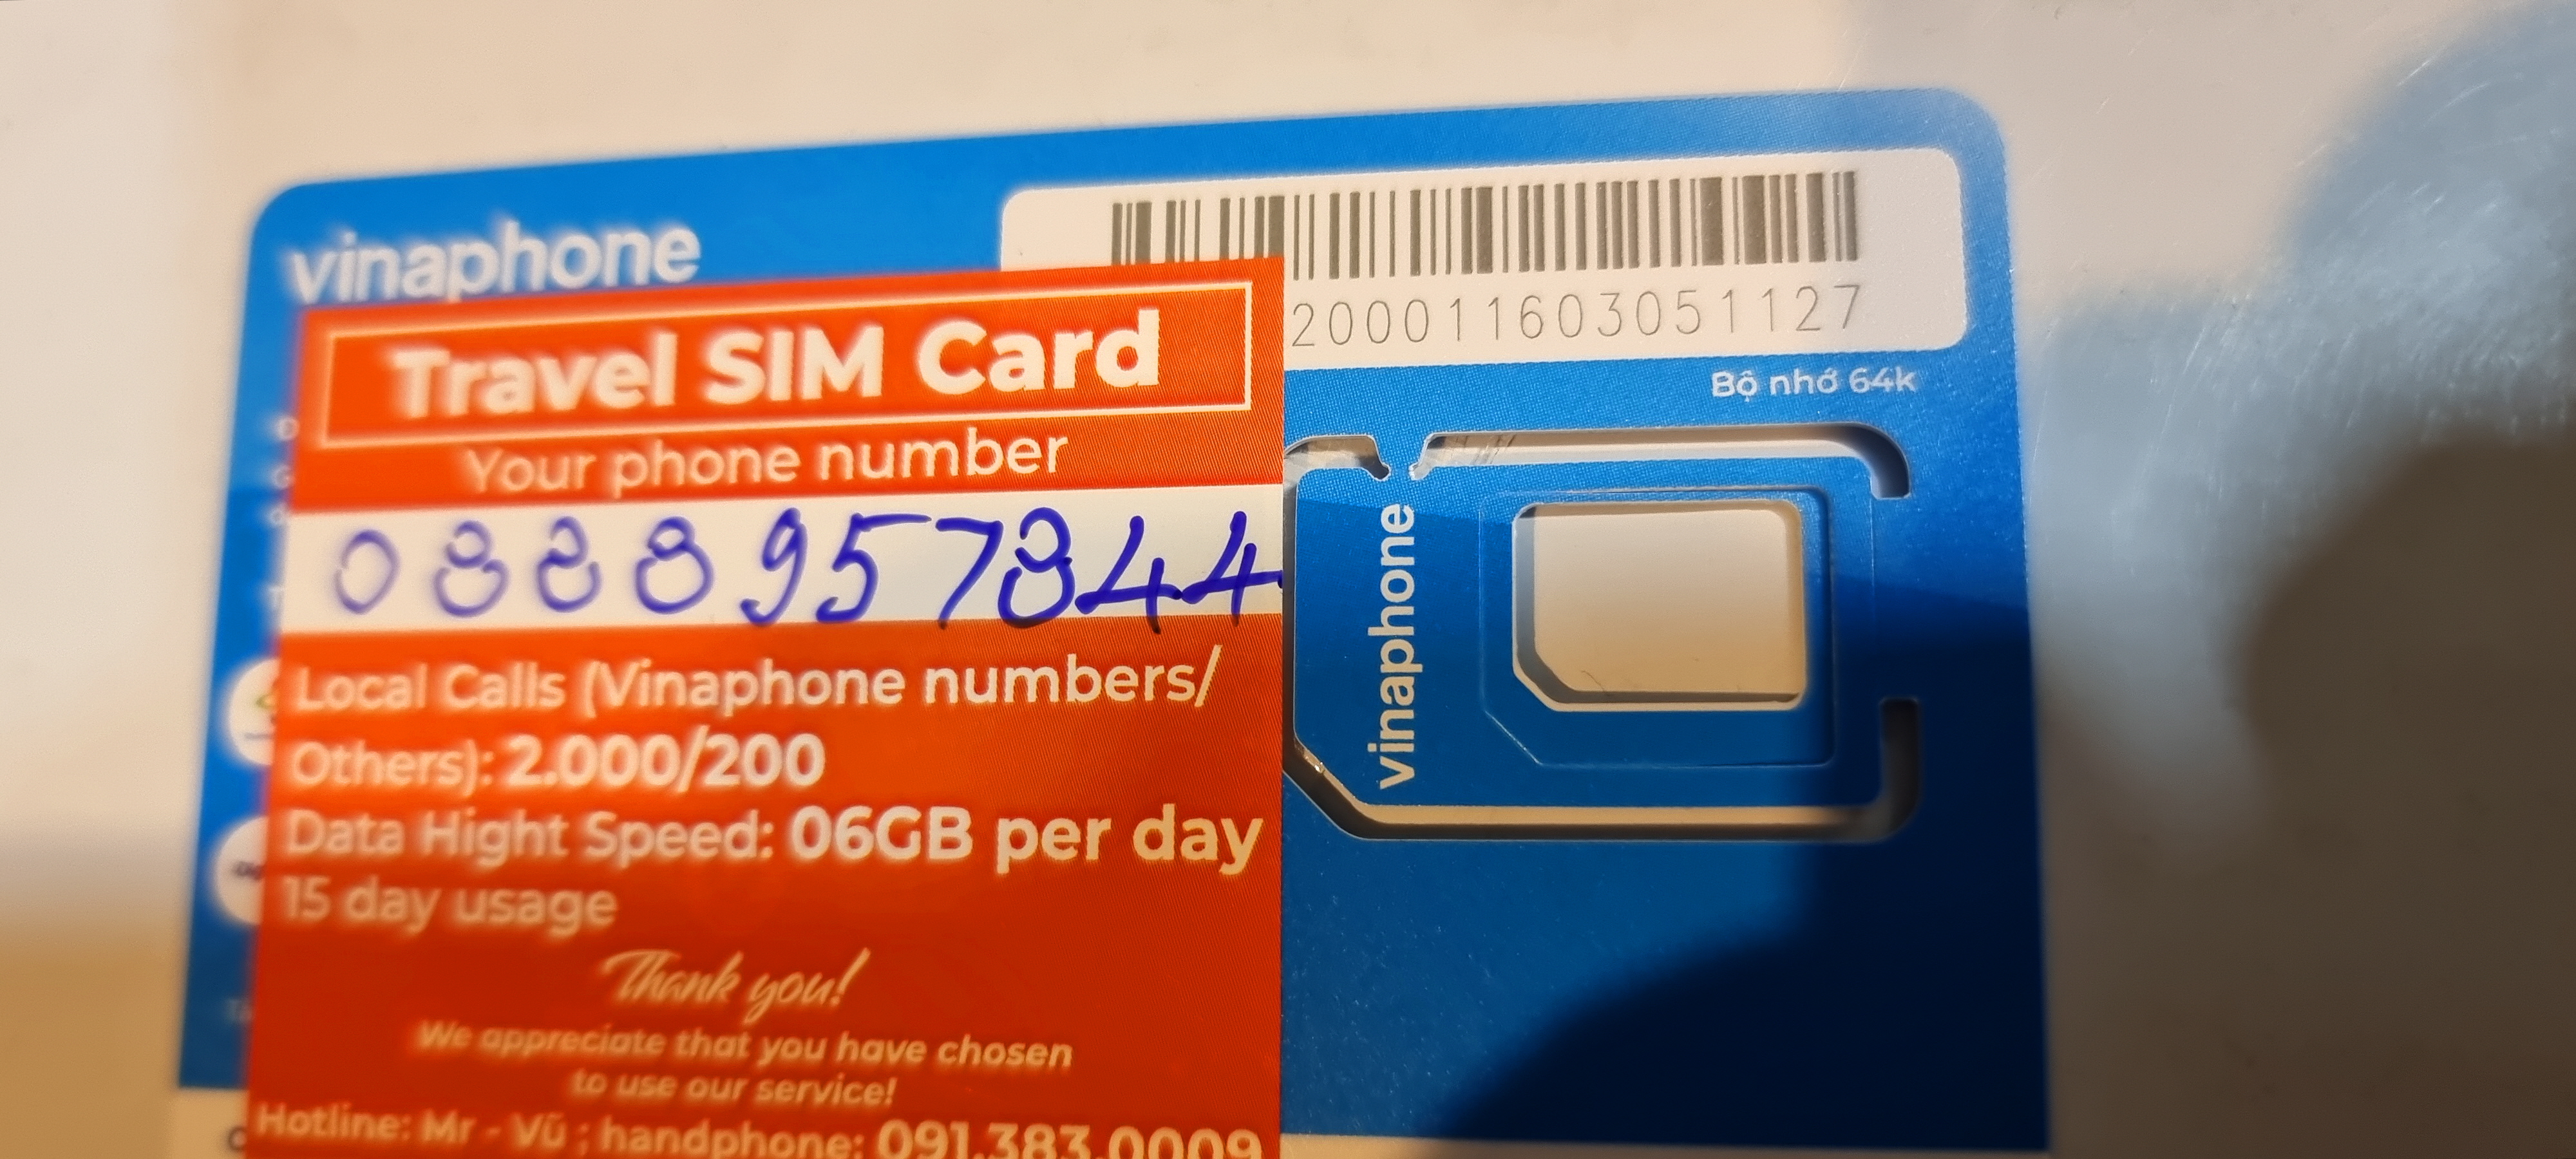 vinaphone
200011603051127
Bộ nhớ 64k
Travel SIM Card
Your phone number
0888957844
Local Calls (Vinaphone numbers/
Others): 2.000/200
Data Hight Speed: 06GB per day
15 day usage
Thank you!
We appreciate that you have chosen
to use our service!
Hotline: Mr - Vũ ; handphone: 091.383.0009
vinaphone